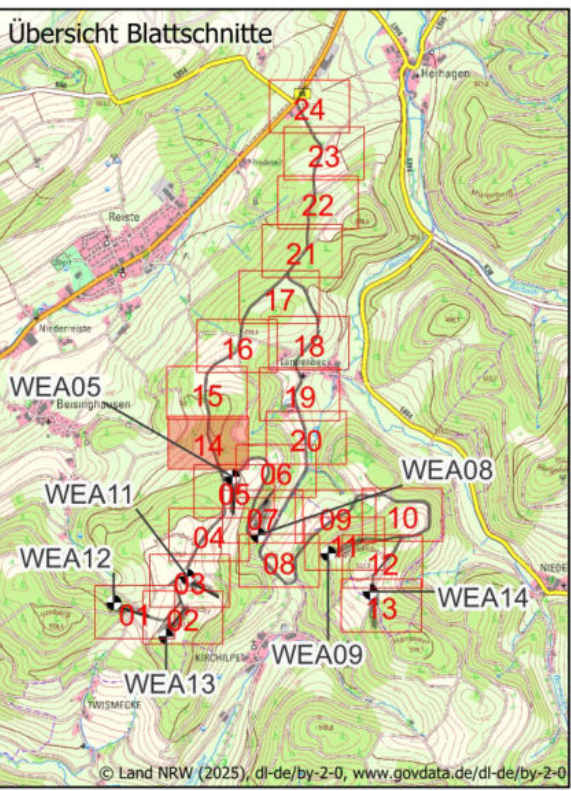 Übersicht Blattschnitte
Herhagen
24
23
22
Reiste
21
17
Niederreiste
16
18
Landenbeck
WEA05
15
19
Beisinghausen
14
20
WEA08
06
WEA11
05
07
09
10
04
11
WEA12
08
12
03
WEA14
01
02
13
KIRCHILPE
WEA09
WEA13
TWISMECKE
© Land NRW (2025), dl-de/by-2-0, www.govdata.de/dl-de/by-2-0